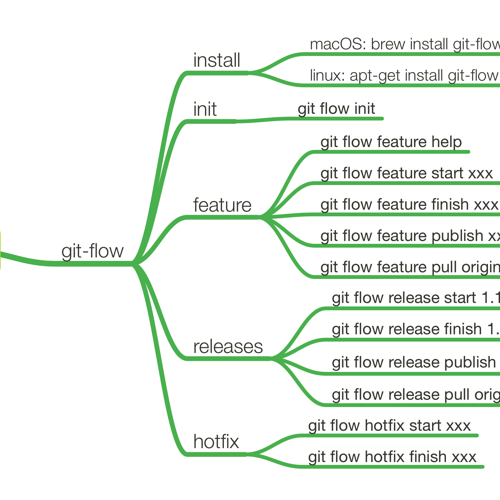 git-flow
install
macOS: brew install git-flow
linux: apt-get install git-flow
init
git flow init
feature
git flow feature help
git flow feature start xxx
git flow feature finish xxx
git flow feature publish
git flow feature pull origin
releases
git flow release start 1.1
git flow release finish 1.
git flow release publish
git flow release pull
hotfix
git flow hotfix start xxx
git flow hotfix finish xxx